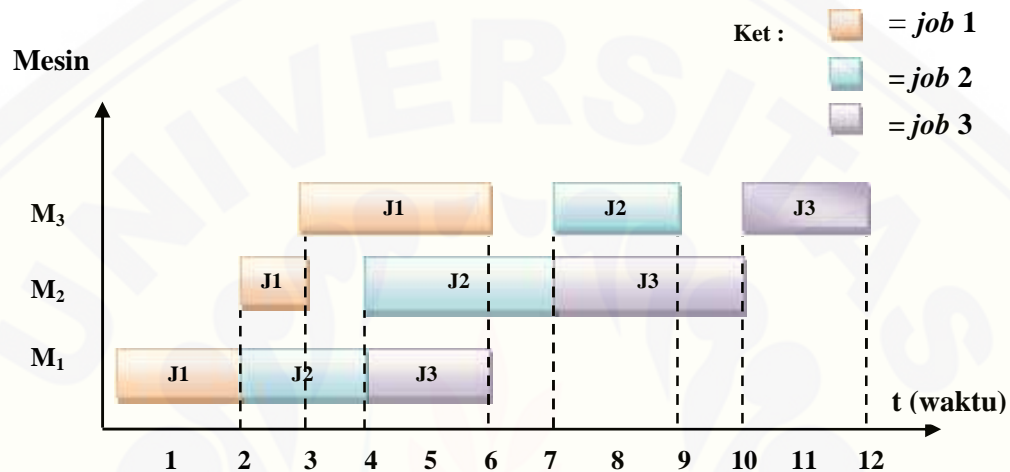 Ket :
= job 1
= job 2
= job 3
Mesin
M3
J1
J2
J3
M2
J1
J2
J3
M1
J1
J2
J3
t (waktu)
1 2 3 4 5 6 7 8 9 10 11 12
UNIVERSITAS